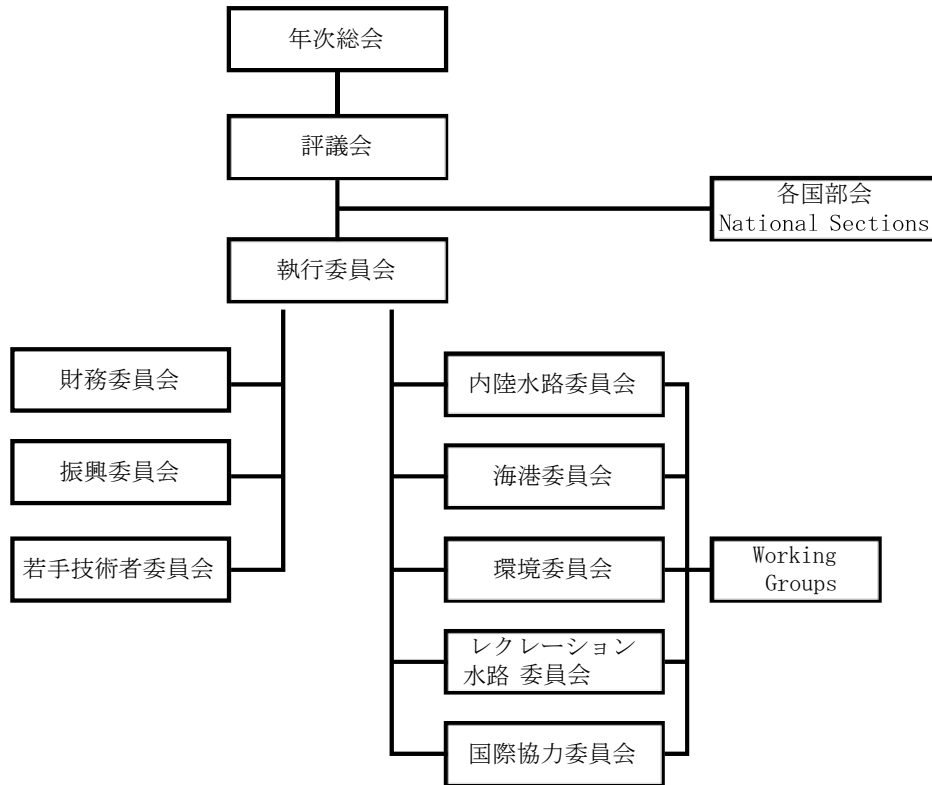 年次総会
評議会
各国部会
National Sections
執行委員会
財務委員会
振興委員会
若手技術者委員会
内陸水路委員会
海港委員会
環境委員会
レクレーション
水路 委員会
国際協力委員会
Working
Groups